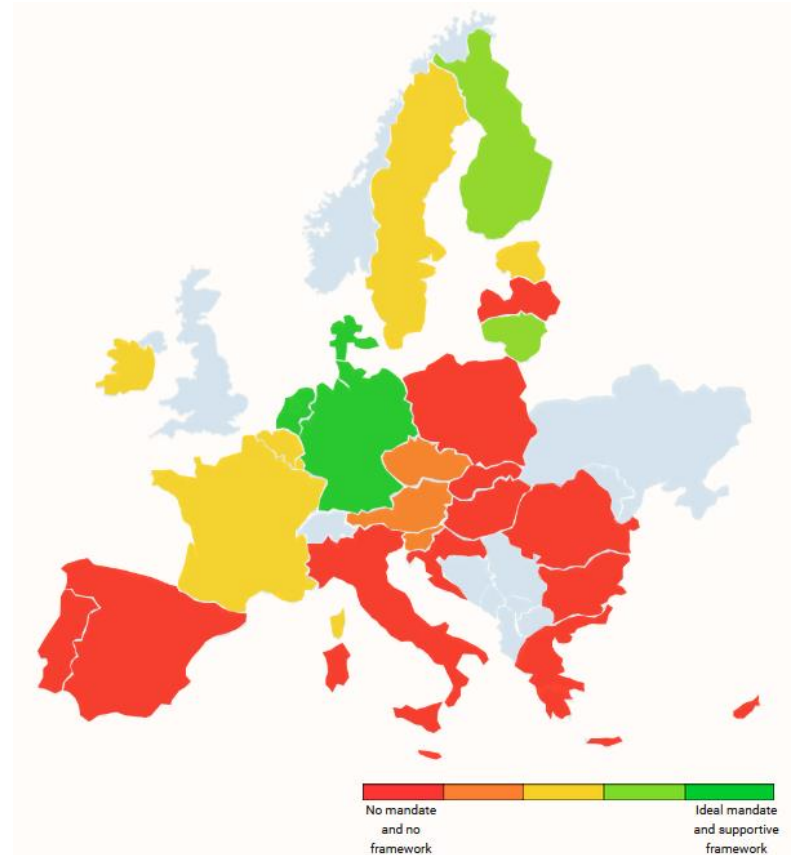 No mandate
and no
framework
Ideal mandate
and supportive
framework